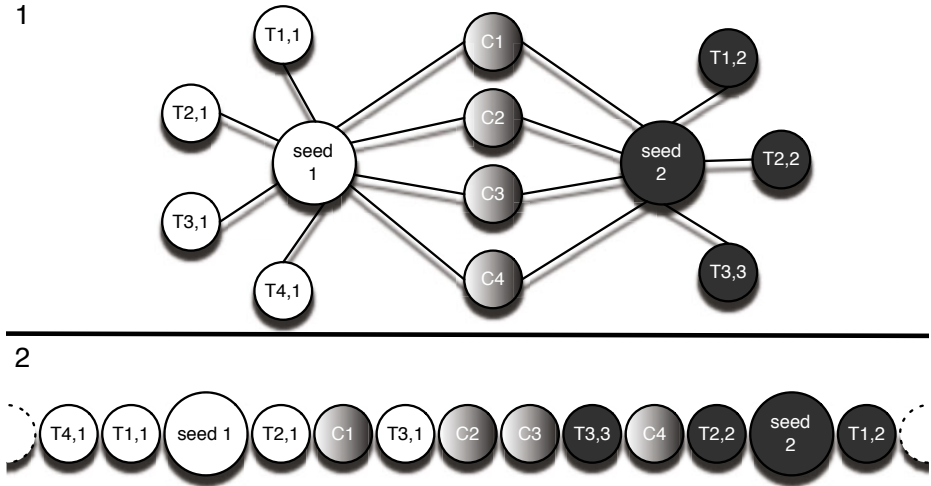 1
T1,1
C1
T1,2
T2,1
C2
seed
1
seed
2
T2,2
C3
T3,1
C4
T3,3
T4,1
2
T4,1 T1,1 seed 1 T2,1 C1 T3,1 C2 C3 T3,3 C4 T2,2 seed
2 T1,2